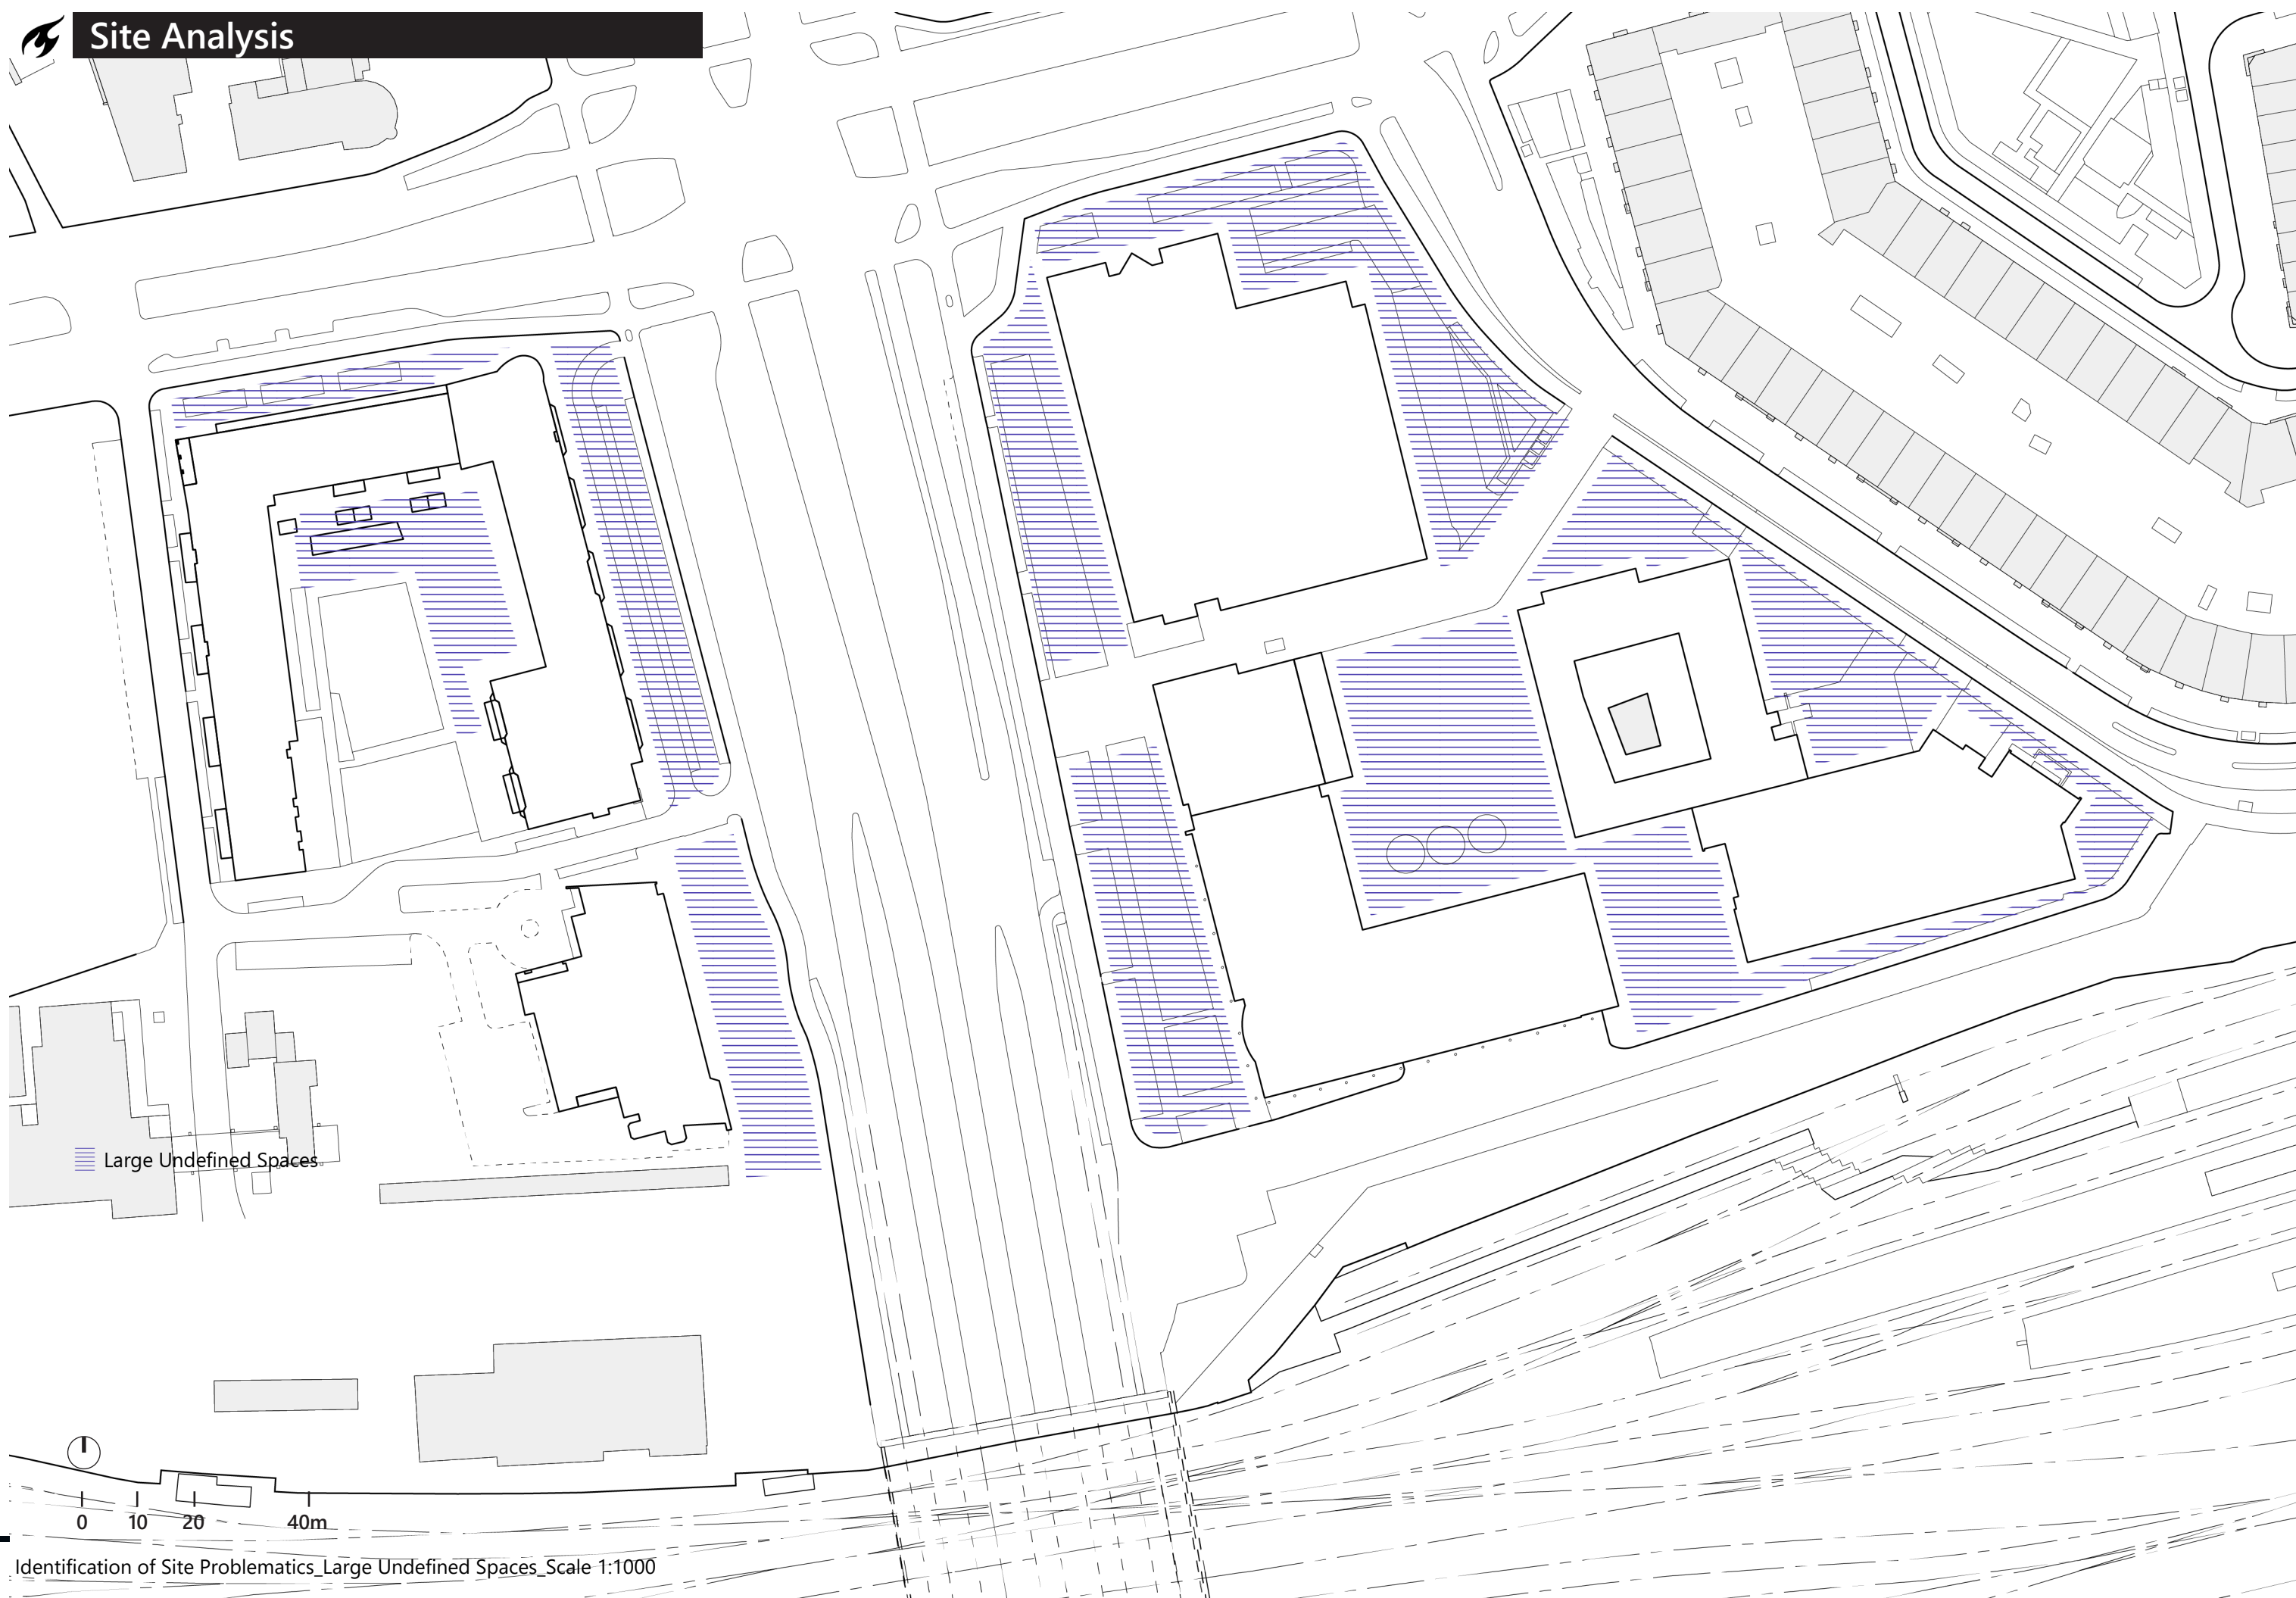 Site Analysis
Large Undefined Spaces
0 10 20 40m
Identification of Site Problematics_Large Undefined Spaces_Scale 1:1000